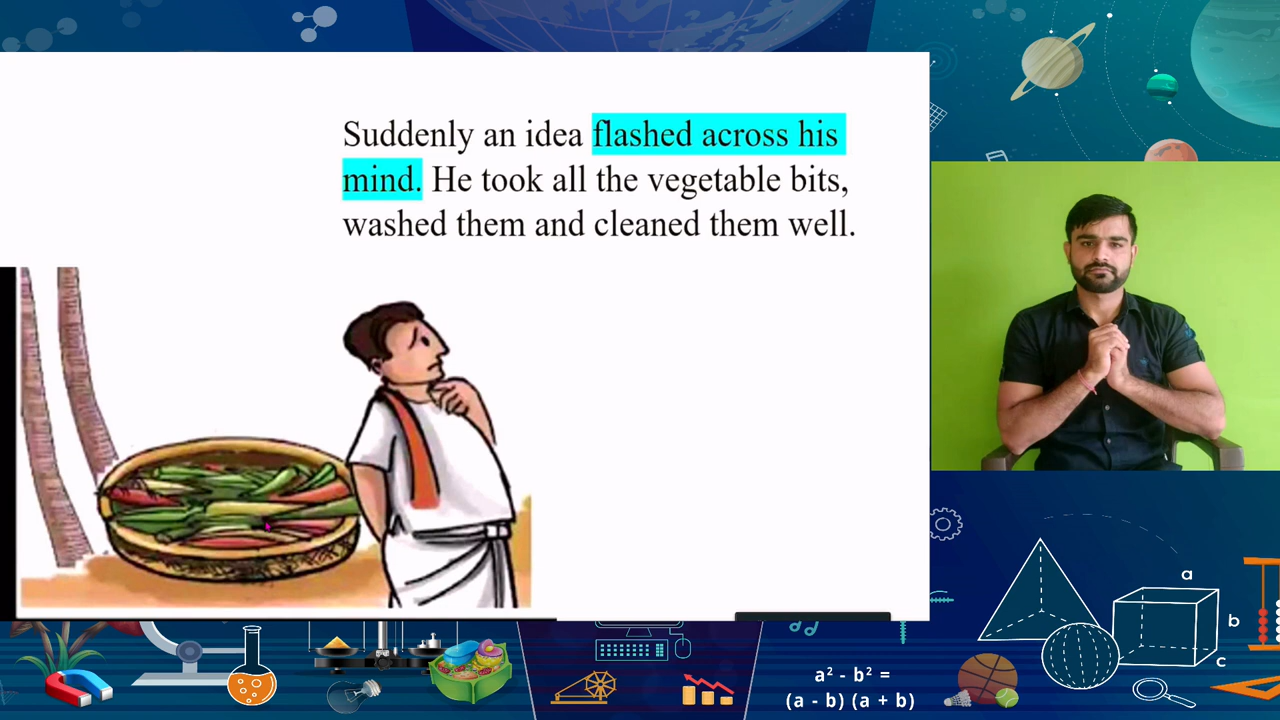 Suddenly an idea flashed across his
mind. He took all the vegetable bits,
washed them and cleaned them well.
a
b
c
a² - b² =
(a - b) (a + b)